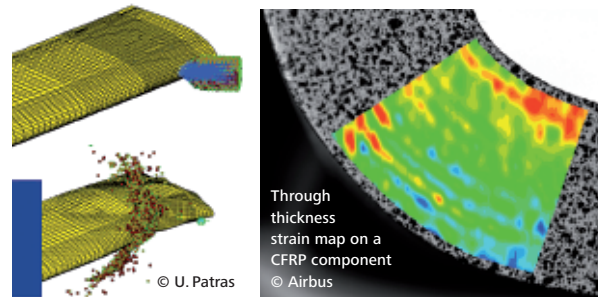 © U. Patras
Through
thickness
strain map on a
CFRP component
© Airbus